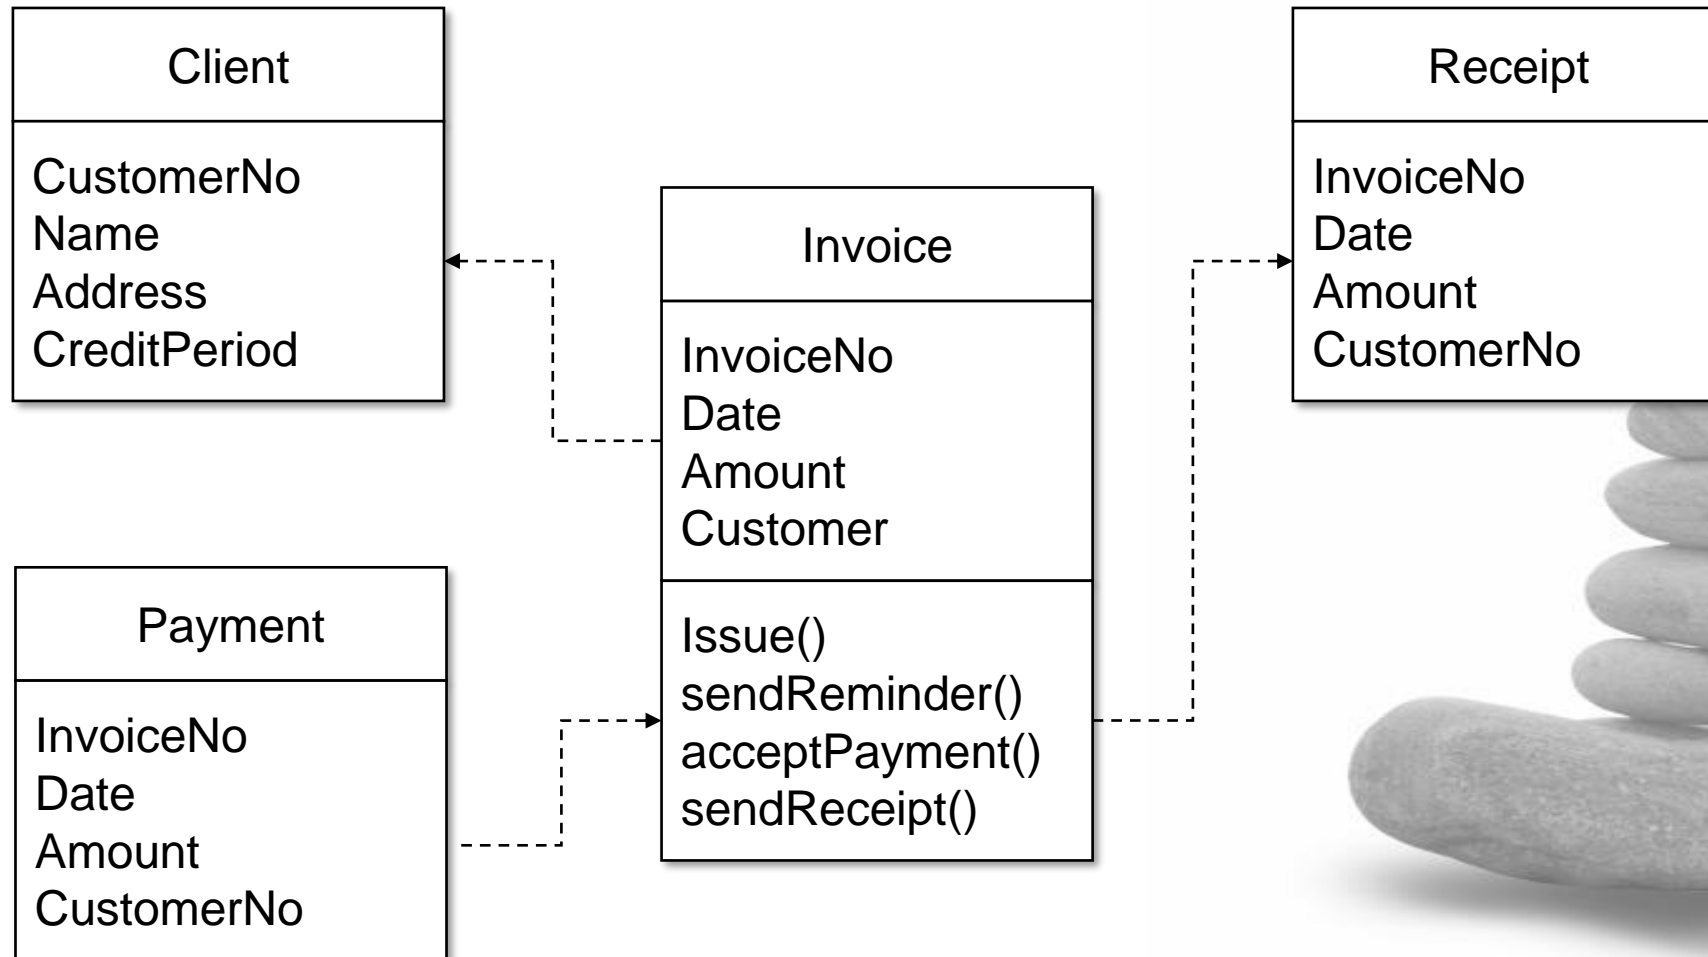 Client
CustomerNo
Name
Address
CreditPeriod
Payment
InvoiceNo
Date
Amount
CustomerNo
Invoice
InvoiceNo
Date
Amount
Customer
Issue()
sendReminder()
acceptPayment()
sendReceipt()
Receipt
InvoiceNo
Date
Amount
CustomerNo